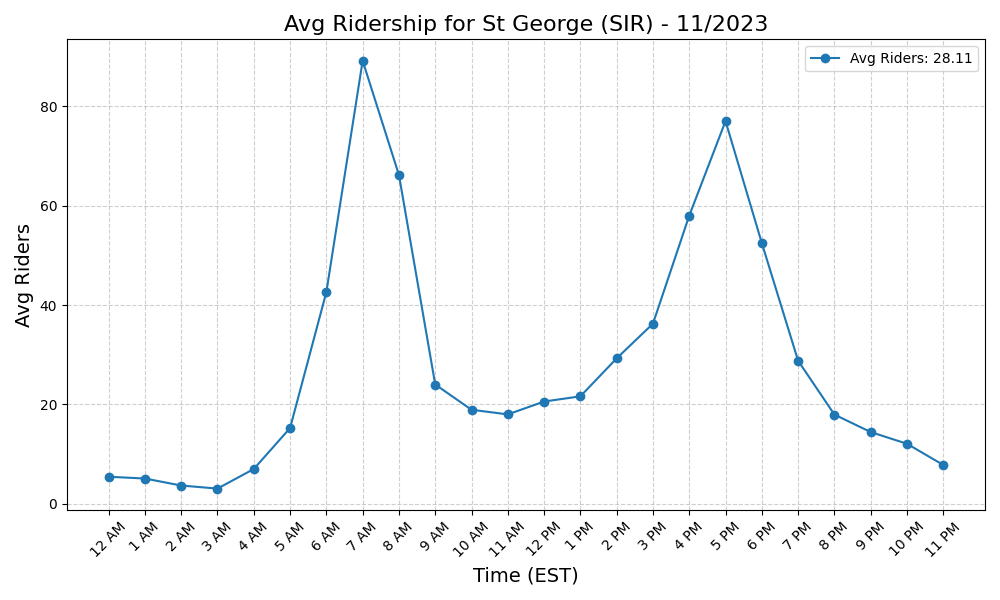 Avg Ridership for St George (SIR) - 11/2023
Avg Riders: 28.11
Avg Riders
80
60
40
20
0
12 AM
1 AM
2 AM
3 AM
4 AM
5 AM
6 AM
7 AM
8 AM
9 AM
10 AM
11 AM
12 PM
1 PM
2 PM
3 PM
4 PM
5 PM
6 PM
7 PM
8 PM
9 PM
10 PM
11 PM
Time (EST)